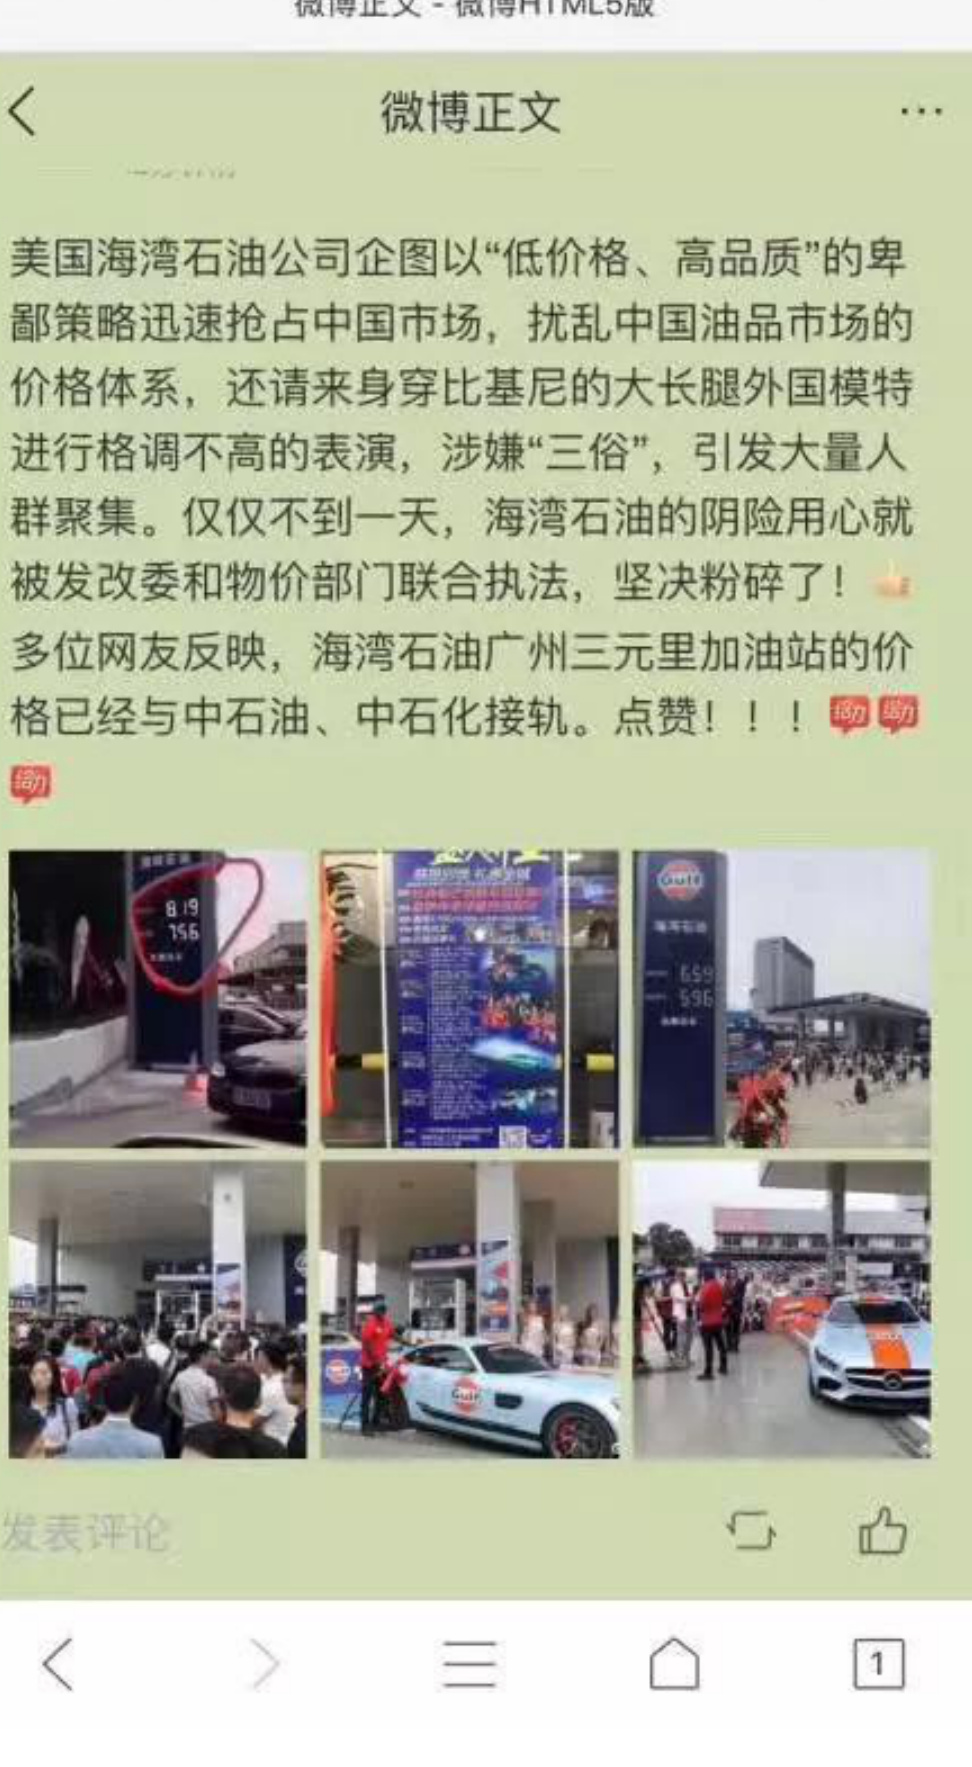 微博正文 - 微博HTML5版
微博正文
美国海湾石油公司企图以“低价格、高品质”的卑
鄙策略迅速抢占中国市场，扰乱中国油品市场的
价格体系，还请来身穿比基尼的大长腿外国模特
进行格调不高的表演，涉嫌“三俗”，引发大量人
群聚集。仅仅不到一天，海湾石油的阴险用心就
被发改委和物价部门联合执法，坚决粉碎了！
多位网友反映，海湾石油广州三元里加油站的价
格已经与中石油、中石化接轨。点赞！！！给力 给力
给力
8.19
7.56
Gulf
海湾石油
6.59
5.96
Gulf
发表评论
1